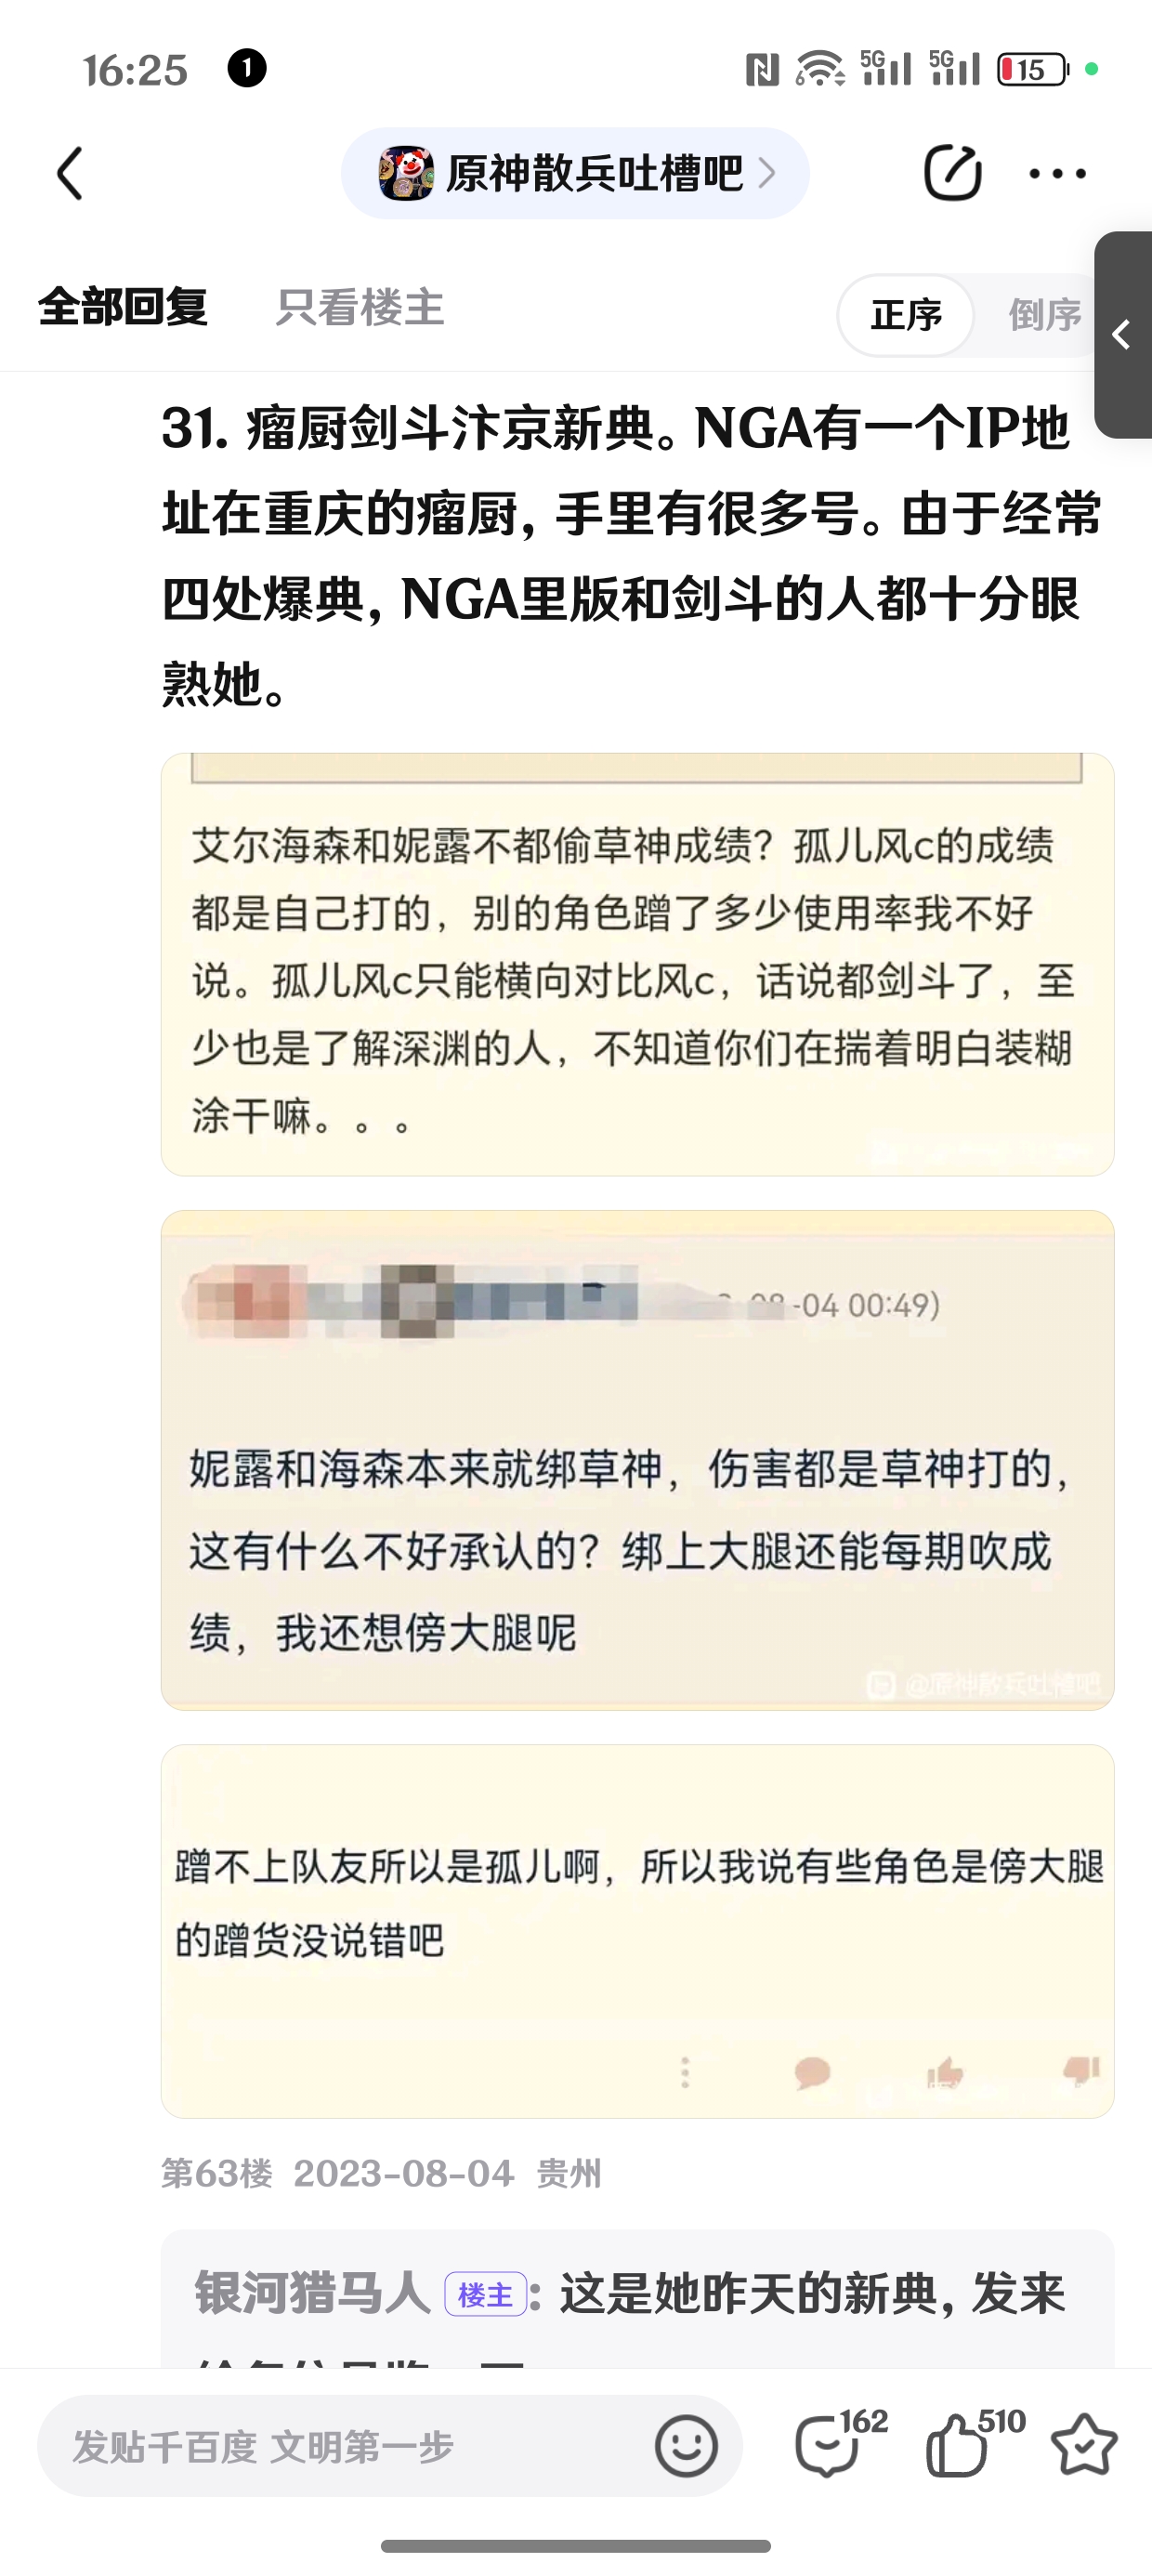 16:25
1
6
5G
5G
15
原神散兵吐槽吧
全部回复
只看楼主
正序
倒序
31. 瘤厨剑斗汴京新典。NGA有一个IP地
址在重庆的瘤厨，手里有很多号。由于经常
四处爆典，NGA里版和剑斗的人都十分眼
熟她。
艾尔海森和妮露不都偷草神成绩？孤儿风c的成绩
都是自己打的，别的角色蹭了多少使用率我不好
说。孤儿风c只能横向对比风c，话说都剑斗了，至
少也是了解深渊的人，不知道你们在揣着明白装糊
涂干嘛。。。
-04 00:49)
妮露和海森本来就绑草神，伤害都是草神打的，
这有什么不好承认的？绑上大腿还能每期吹成
绩，我还想傍大腿呢
@原神散兵吐槽吧
蹭不上队友所以是孤儿啊，所以我说有些角色是傍大腿
的蹭货没说错吧
第63楼 2023-08-04 贵州
银河猎马人 楼主：这是她昨天的新典，发来
发贴千百度 文明第一步
162
510